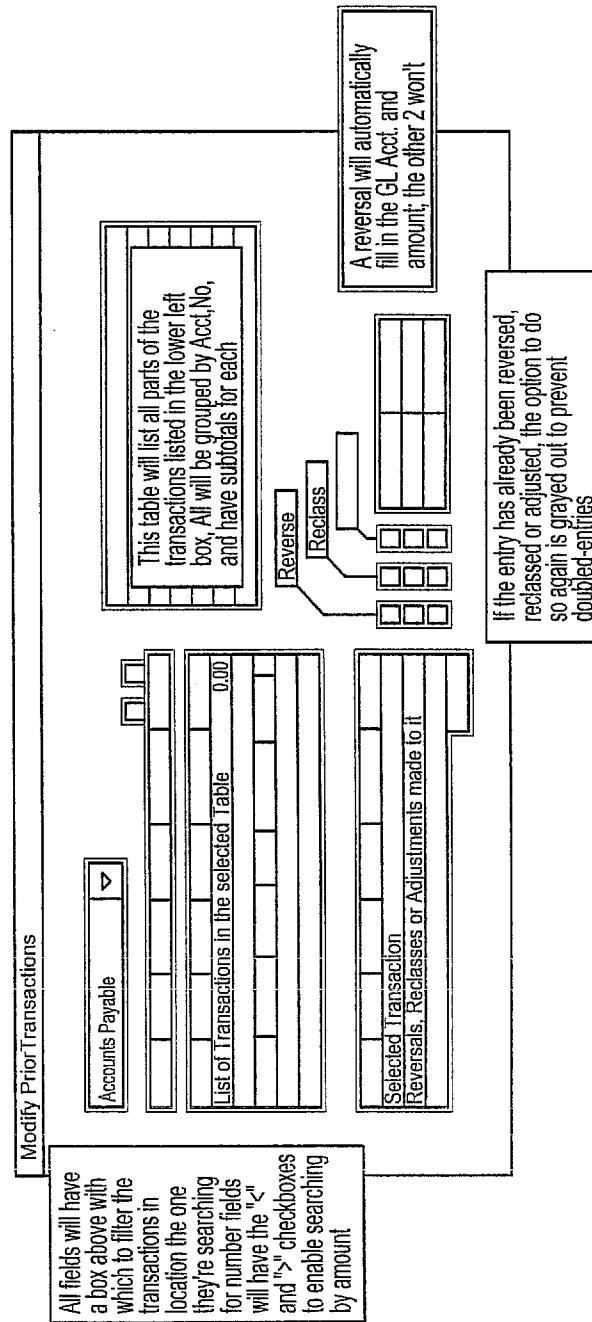 Modify PriorTransactions
All fields will have
a box above with
which to filter the
transactions in
location the one
they're searching
for number fields
will have the "<"
and ">" checkboxes
to enable searching
by amount
Accounts Payable
List of Transactions in the selected Table
0.00
Selected Transaction
Reversals, Reclasses or Adjustments made to it
This table will list all parts of the
transactions listed in the lower left
box, All will be grouped by Acct,No,
and have subtotals for each
Reverse
Reclass
A reversal will automatically
fill in the GL Acct. and
amount; the other 2 won't
If the entry has already been reversed,
reclassed or adjusted, the option to do
so again is grayed out to prevent
doubled-entries